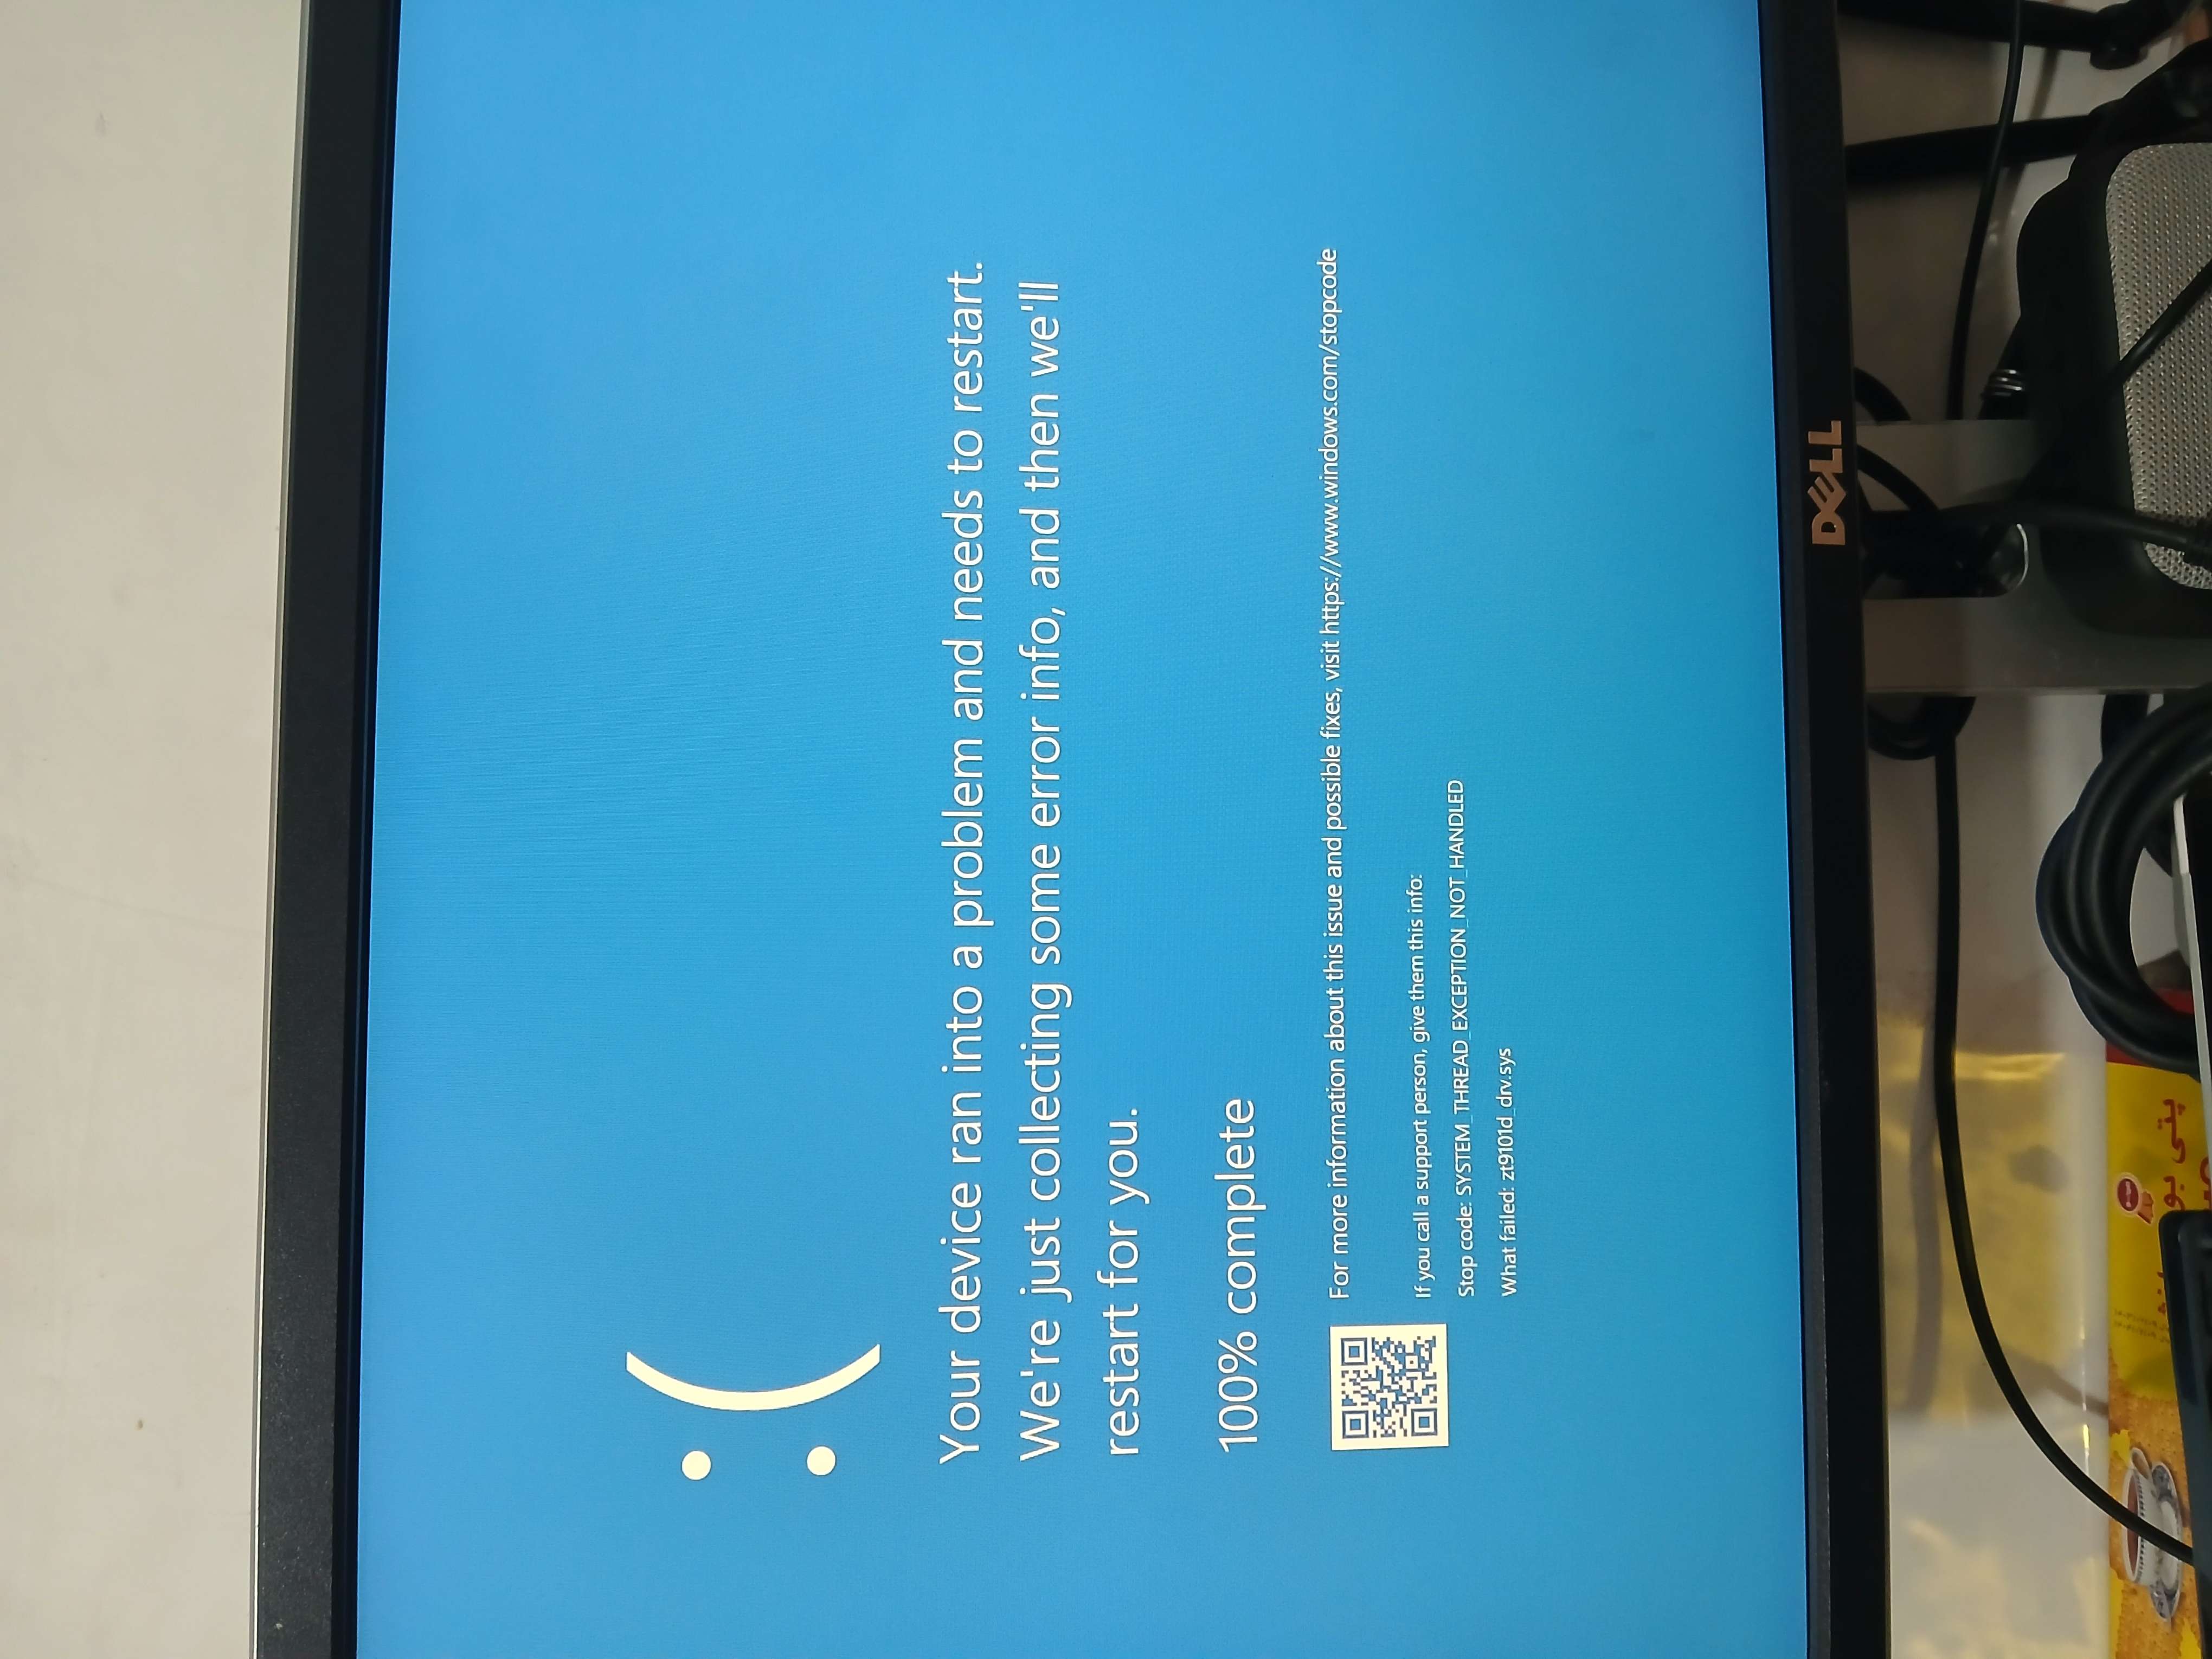 :(
Your device ran into a problem and needs to restart.
We're just collecting some error info, and then we'll
restart for you.
100% complete
For more information about this issue and possible fixes, visit https://www.windows.com/stopcode
If you call a support person, give them this info:
Stop code: SYSTEM_THREAD_EXCEPTION_NOT_HANDLED
What failed: zt9101d_drv.sys
DELL